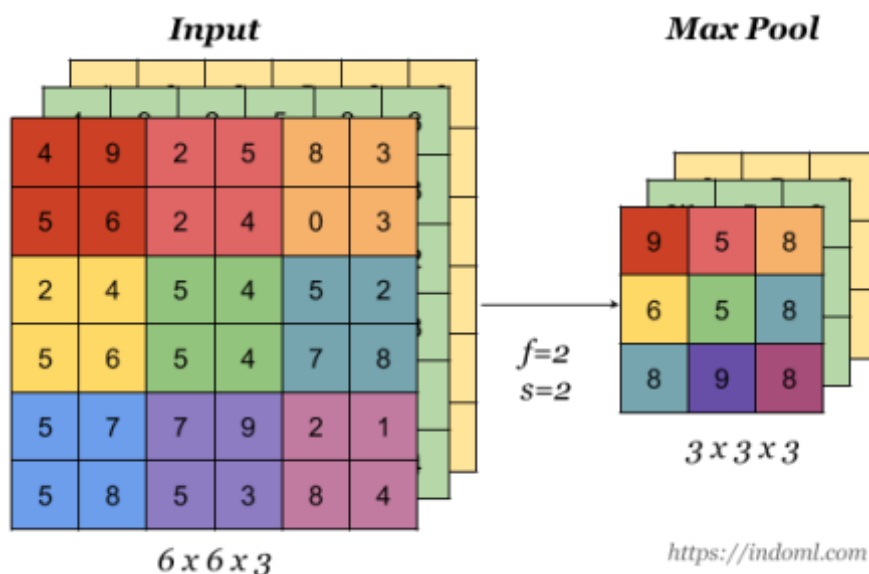 Input
Max Pool
4 9 2 5 8 3
5 6 2 4 0 3
2 4 5 4 5 2
5 6 5 4 7 8
5 7 7 9 2 1
5 8 5 3 8 4
6 x 6 x 3
f=2
s=2
9 5 8
6 5 8
8 9 8
3 x 3 x 3
https://indoml.com